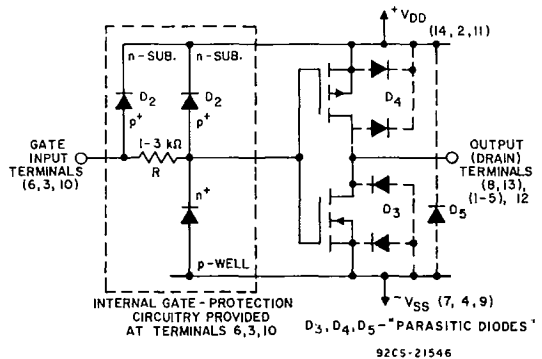 +VDD
(14, 2, 11)
n-SUB.
n-SUB.
D2
p+
D2
p+
D4
GATE
INPUT
TERMINALS
(6, 3, 10)
1-3 kΩ
R
OUTPUT
(DRAIN)
TERMINALS
(8, 13),
(1-5), 12
n+
D3
D5
p-WELL
INTERNAL GATE-PROTECTION
CIRCUITRY PROVIDED
AT TERMINALS 6, 3, 10
~VSS (7, 4, 9)
D3, D4, D5-"PARASITIC DIODES"
92CS-21546